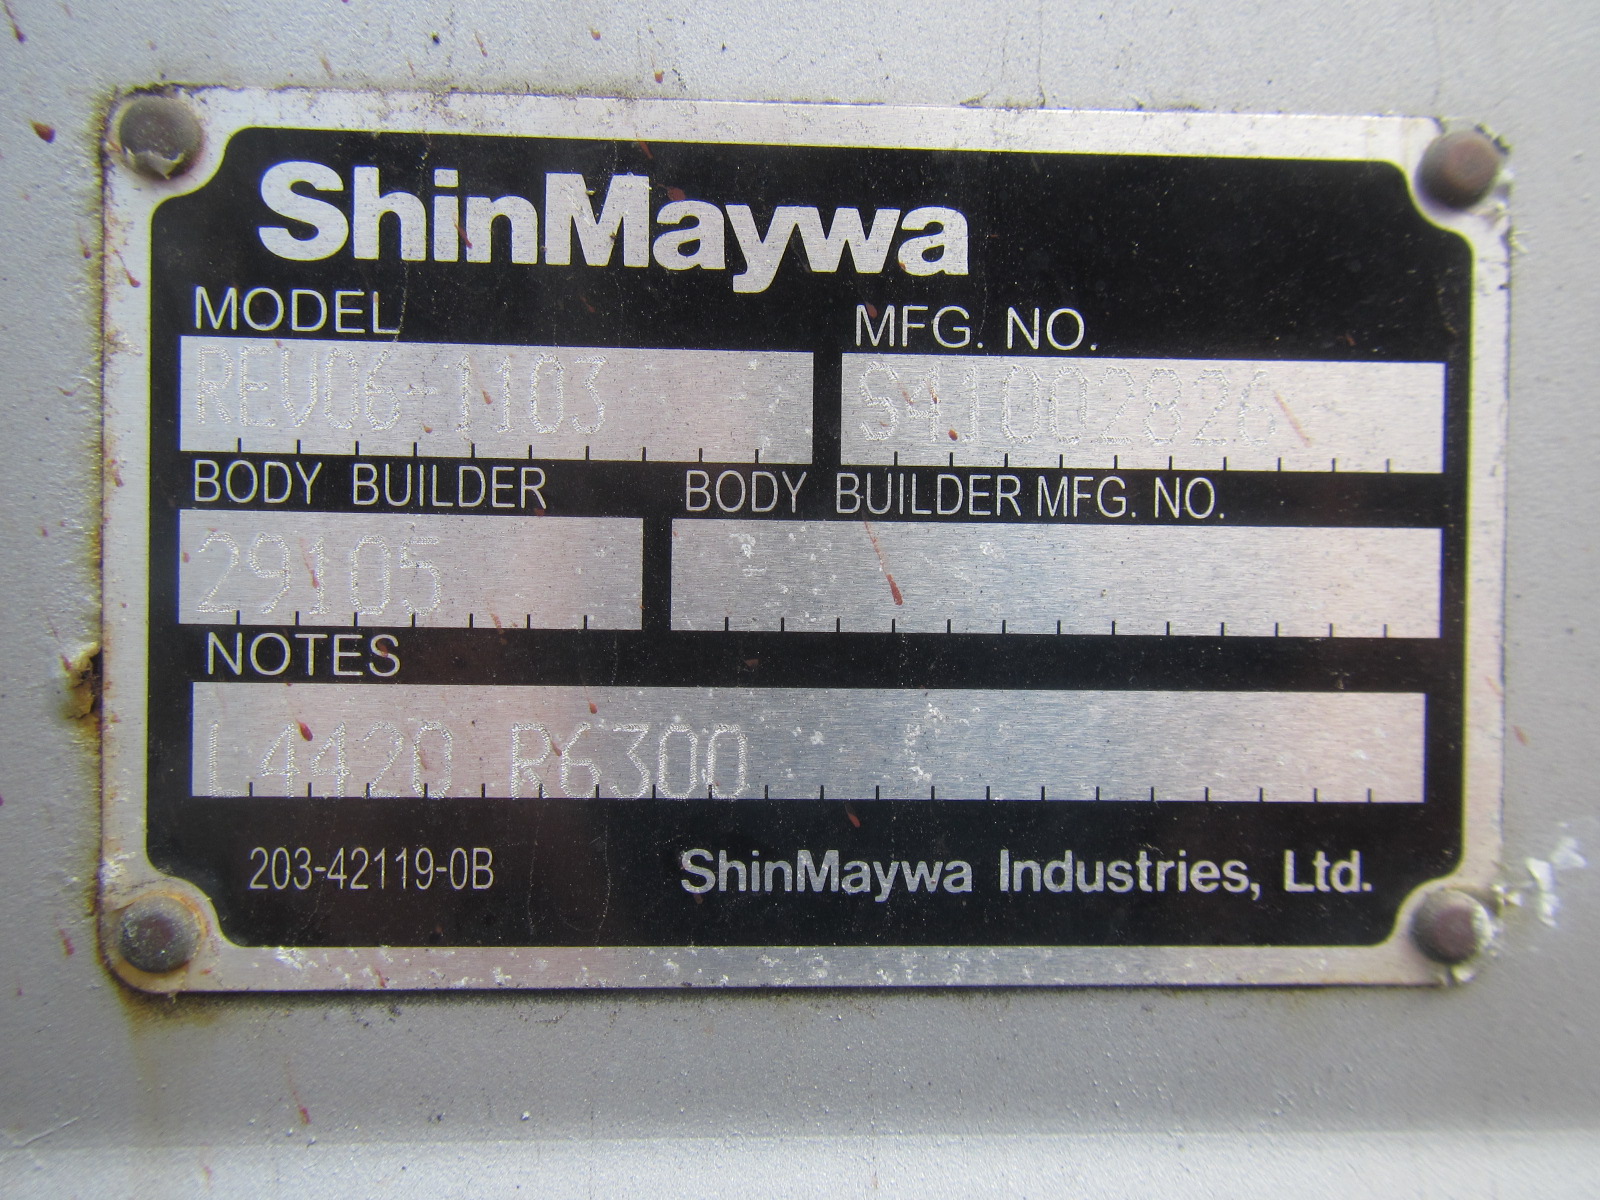 ShinMaywa
MODEL MFG. NO.
REV06-1103 S41002826
BODY BUILDER BODY BUILDER MFG. NO.
29105
NOTES
L4420 R6300
203-42119-0B ShinMaywa Industries, Ltd.